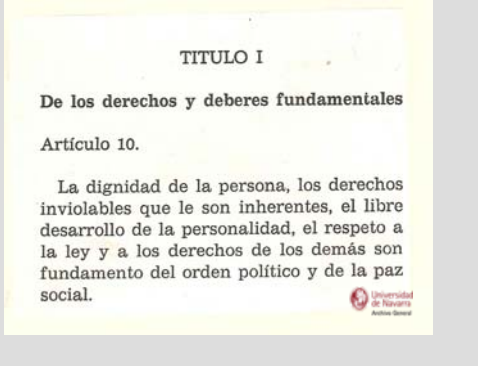 TITULO I
De los derechos y deberes fundamentales
Artículo 10.
La dignidad de la persona, los derechos
inviolables que le son inherentes, el libre
desarrollo de la personalidad, el respeto a
la ley y a los derechos de los demás son
fundamento del orden político y de la paz
social.
Universidad
de Navarra
Archivo General